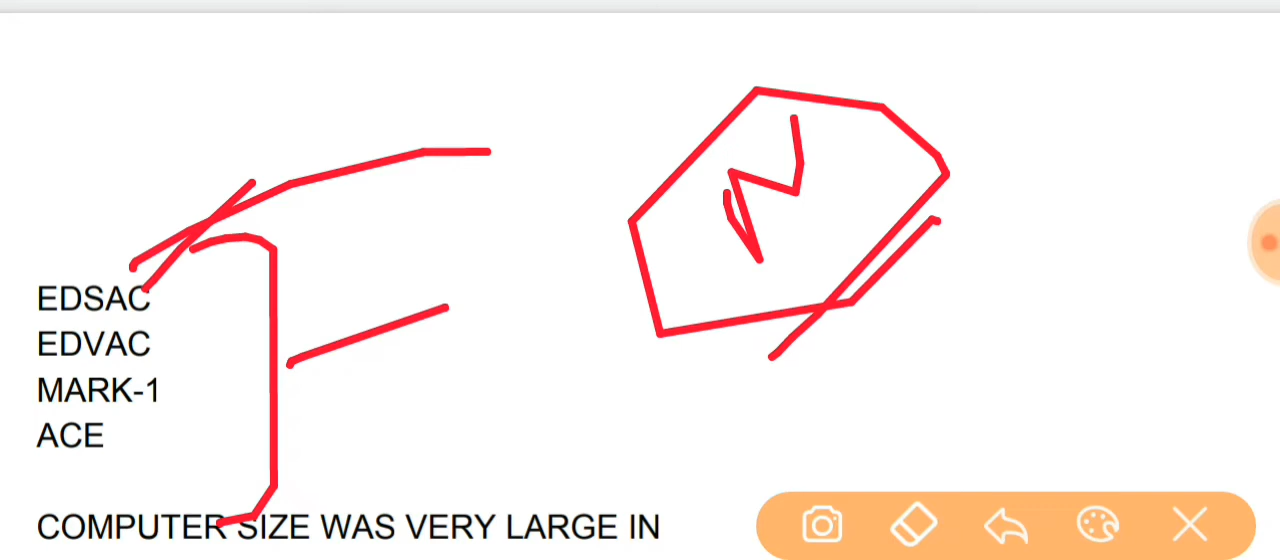 EDSAC
EDVAC
MARK-1
ACE
COMPUTER SIZE WAS VERY LARGE IN